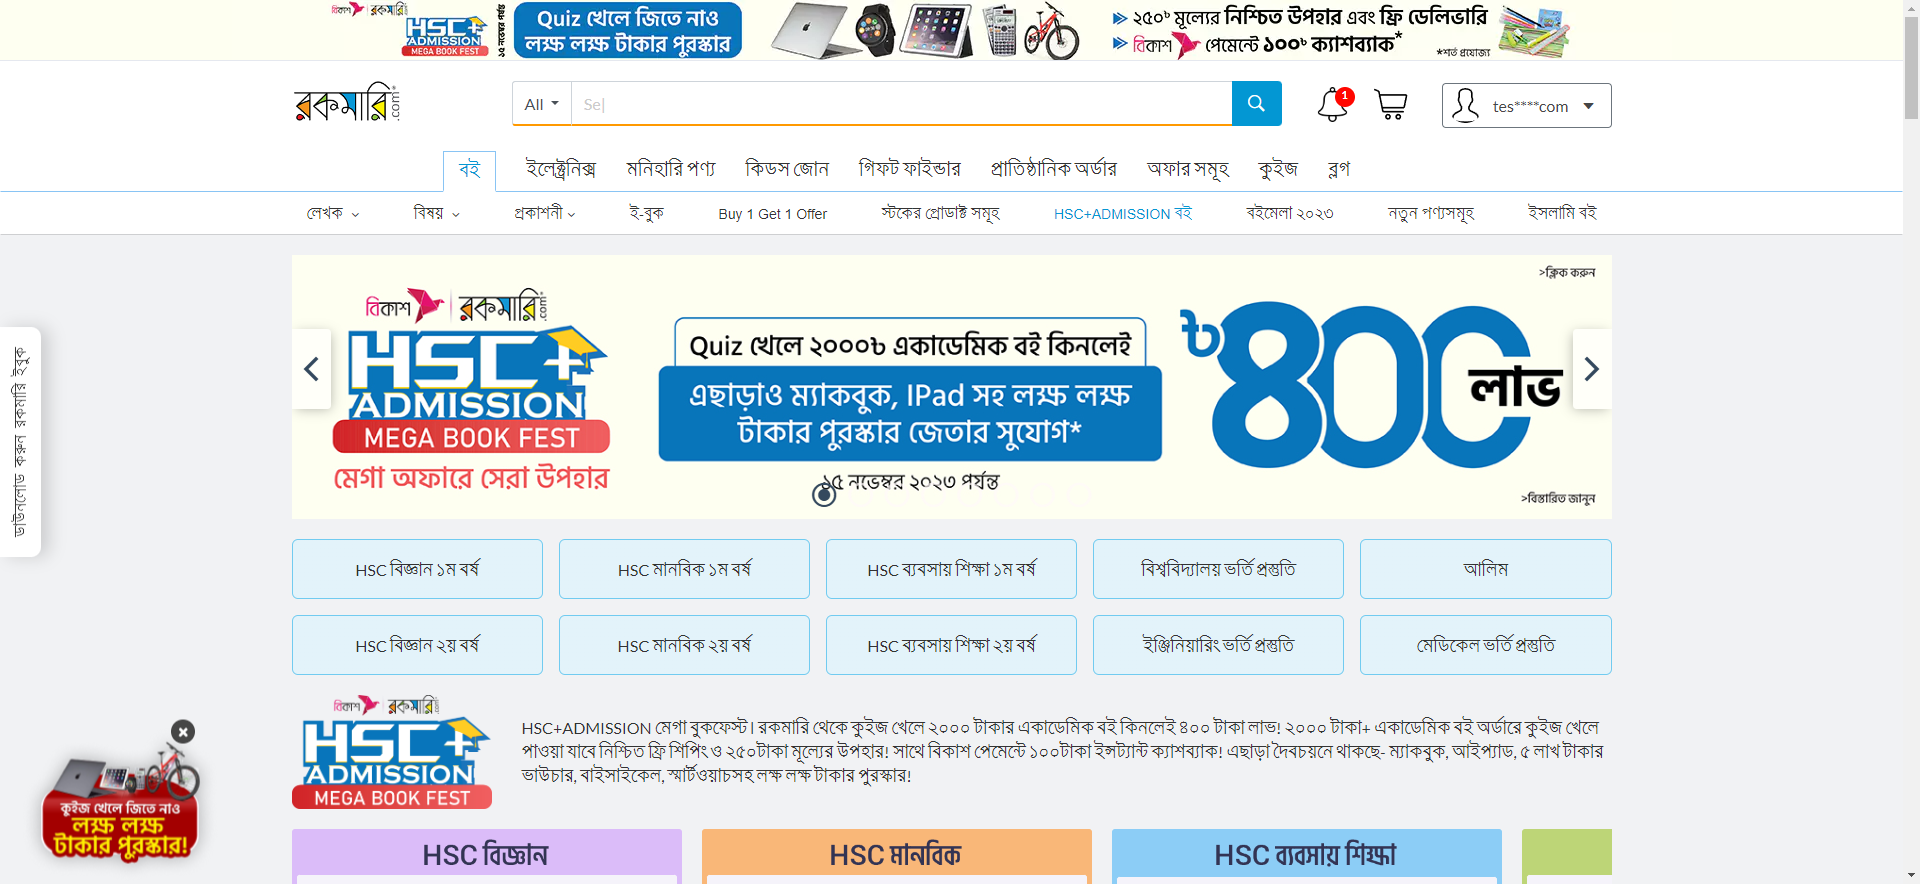 বিকাশ | রকমারি
HSC+
ADMISSION
MEGA BOOK FEST
Quiz খেলে জিতে নাও
লক্ষ লক্ষ টাকার পুরস্কার
২৫০৳ মূল্যের নিশ্চিত উপহার এবং ফ্রি ডেলিভারি
বিকাশ পেমেন্টে ১০০৳ ক্যাশব্যাক*
*শর্ত প্রযোজ্য
রকমারি.com
All
Se
1
tes****com
বই ইলেক্ট্রনিক্স মনিহারি পণ্য কিডস জোন গিফট ফাইন্ডার প্রাতিষ্ঠানিক অর্ডার অফার সমূহ কুইজ ব্লগ
লেখক বিষয় প্রকাশনী ই-বুক Buy 1 Get 1 Offer স্টকের প্রোডাক্ট সমূহ HSC+ADMISSION বই বইমেলা ২০২৩ নতুন পণ্যসমূহ ইসলামি বই
ডাউনলোড করুন রকমারি ইবুক
>ক্লিক করুন
বিকাশ | রকমারি.com
HSC+
ADMISSION
MEGA BOOK FEST
মেগা অফারে সেরা উপহার
Quiz খেলে ২০০০৳ একাডেমিক বই কিনলেই
এছাড়াও ম্যাকবুক, IPad সহ লক্ষ লক্ষ
টাকার পুরস্কার জেতার সুযোগ*
১৫ নভেম্বর ২০২৩ পর্যন্ত
৳৪০০
লাভ
>বিস্তারিত জানুন
HSC বিজ্ঞান ১ম বর্ষ HSC মানবিক ১ম বর্ষ HSC ব্যবসায় শিক্ষা ১ম বর্ষ বিশ্ববিদ্যালয় ভর্তি প্রস্তুতি আলিম
HSC বিজ্ঞান ২য় বর্ষ HSC মানবিক ২য় বর্ষ HSC ব্যবসায় শিক্ষা ২য় বর্ষ ইঞ্জিনিয়ারিং ভর্তি প্রস্তুতি মেডিকেল ভর্তি প্রস্তুতি
বিকাশ | রকমারি
HSC+
ADMISSION
MEGA BOOK FEST
HSC+ADMISSION মেগা বুকফেস্ট। রকমারি থেকে কুইজ খেলে ২০০০ টাকার একাডেমিক বই কিনলেই ৪০০ টাকা লাভ! ২০০০ টাকা+ একাডেমিক বই অর্ডারে কুইজ খেলে
পাওয়া যাবে নিশ্চিত ফ্রি শিপিং ও ২৫০টাকা মূল্যের উপহার! সাথে বিকাশ পেমেন্টে ১০০টাকা ইন্সট্যান্ট ক্যাশব্যাক! এছাড়া দৈবচয়নে থাকছে- ম্যাকবুক, আইপ্যাড, ৫ লাখ টাকার
ভাউচার, বাইসাইকেল, স্মার্টওয়াচসহ লক্ষ লক্ষ টাকার পুরস্কার!
কুইজ খেলে জিতে নাও
লক্ষ লক্ষ
টাকার পুরস্কার!
HSC বিজ্ঞান HSC মানবিক HSC ব্যবসায় শিক্ষা